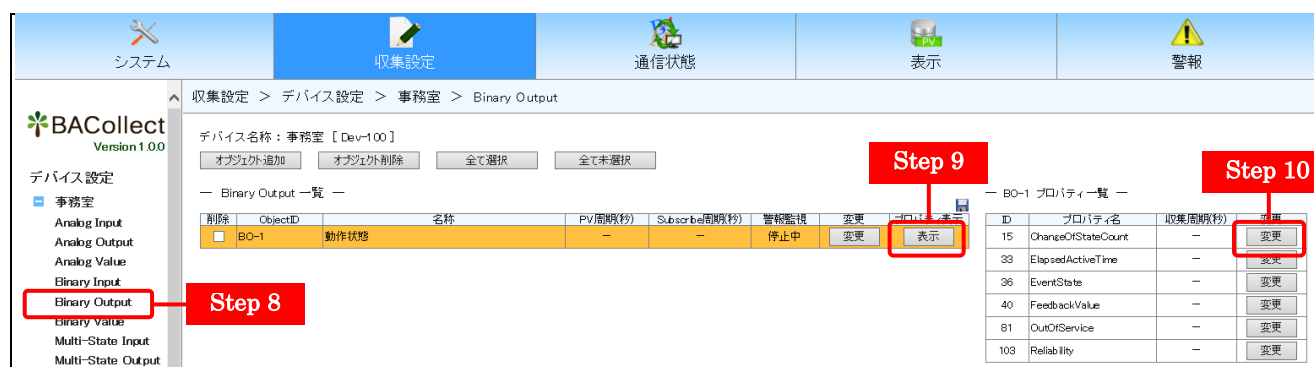 システム 収集設定 通信状態 表示 警報
PV
収集設定 > デバイス設定 > 事務室 > Binary Output
BACollect
Version 1.0.0
デバイス設定
事務室
Analog Input
Analog Output
Analog Value
Binary Input
Binary Output
Binary Value
Multi-State Input
Multi-State Output
Step 8
デバイス名称：事務室 [ Dev-100 ]
オブジェクト追加 オブジェクト削除 全て選択 全て未選択
― Binary Output 一覧 ―
削除 ObjectID 名称 PV周期(秒) Subscribe周期(秒) 警報監視 変更 プロパティ表示
BO-1 動作状態 － － 停止中 変更 表示
Step 9
Step 10
― BO-1 プロパティ一覧 ―
ID プロパティ名 収集周期(秒) 変更
15 ChangeOfStateCount － 変更
33 ElapsedActiveTime － 変更
36 EventState － 変更
40 FeedbackValue － 変更
81 OutOfService － 変更
103 Reliability － 変更